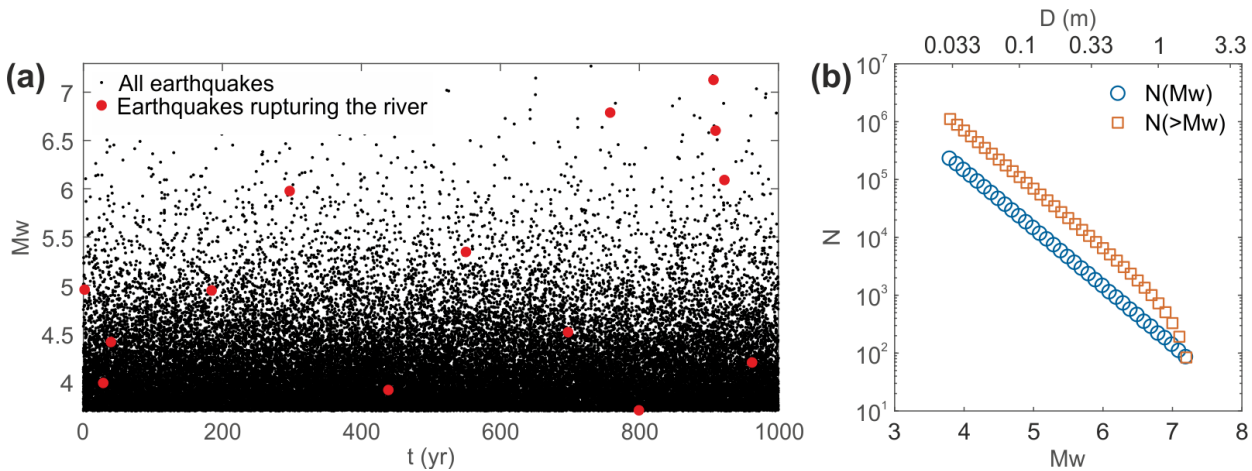 (a)
All earthquakes
Earthquakes rupturing the river
Mw
7
6.5
6
5.5
5
4.5
4
0 200 400 600 800 1000
t (yr)
(b)
D (m)
0.033 0.1 0.33 1 3.3
N(Mw)
N(>Mw)
N
10^7
10^6
10^5
10^4
10^3
10^2
10^1
3 4 5 6 7 8
Mw